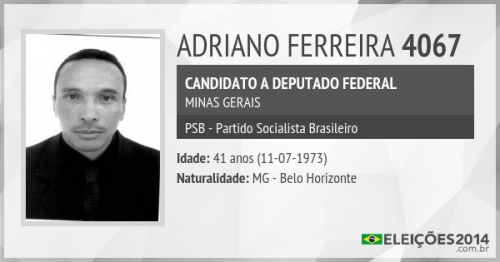 ADRIANO FERREIRA 4067
CANDIDATO A DEPUTADO FEDERAL
MINAS GERAIS
PSB - Partido Socialista Brasileiro
Idade: 41 anos (11-07-1973)
Naturalidade: MG - Belo Horizonte
ELEIÇÕES2014
.com.br